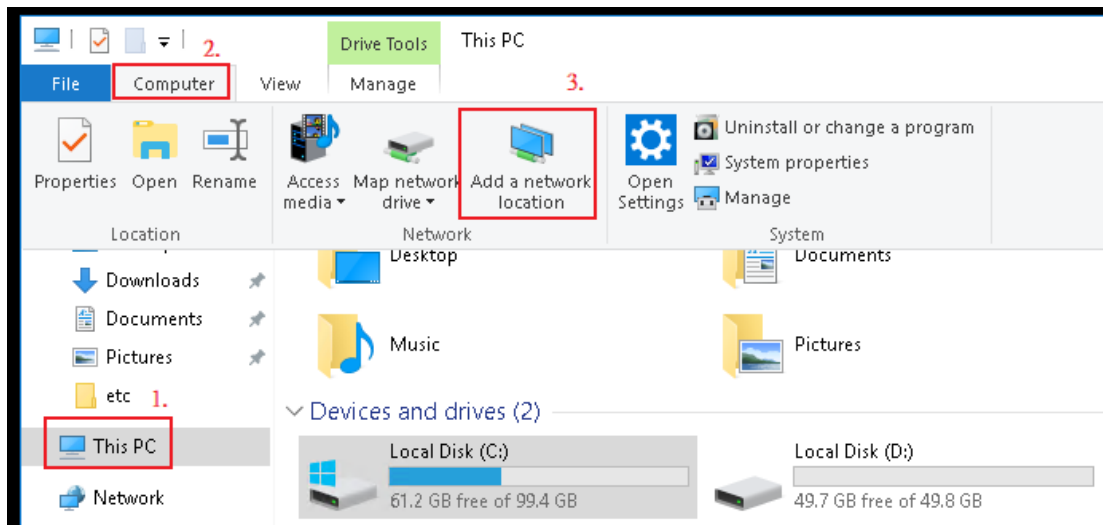 2.
Drive Tools
This PC
File
Computer
View
Manage
3.
Properties
Open
Rename
Access
media
Map network
drive
Add a network
location
Open
Settings
Uninstall or change a program
System properties
Manage
Location
Network
System
Desktop
Documents
Downloads
Documents
Pictures
Music
Pictures
etc
1.
Devices and drives (2)
This PC
Local Disk (C:)
Local Disk (D:)
Network
61.2 GB free of 99.4 GB
49.7 GB free of 49.8 GB